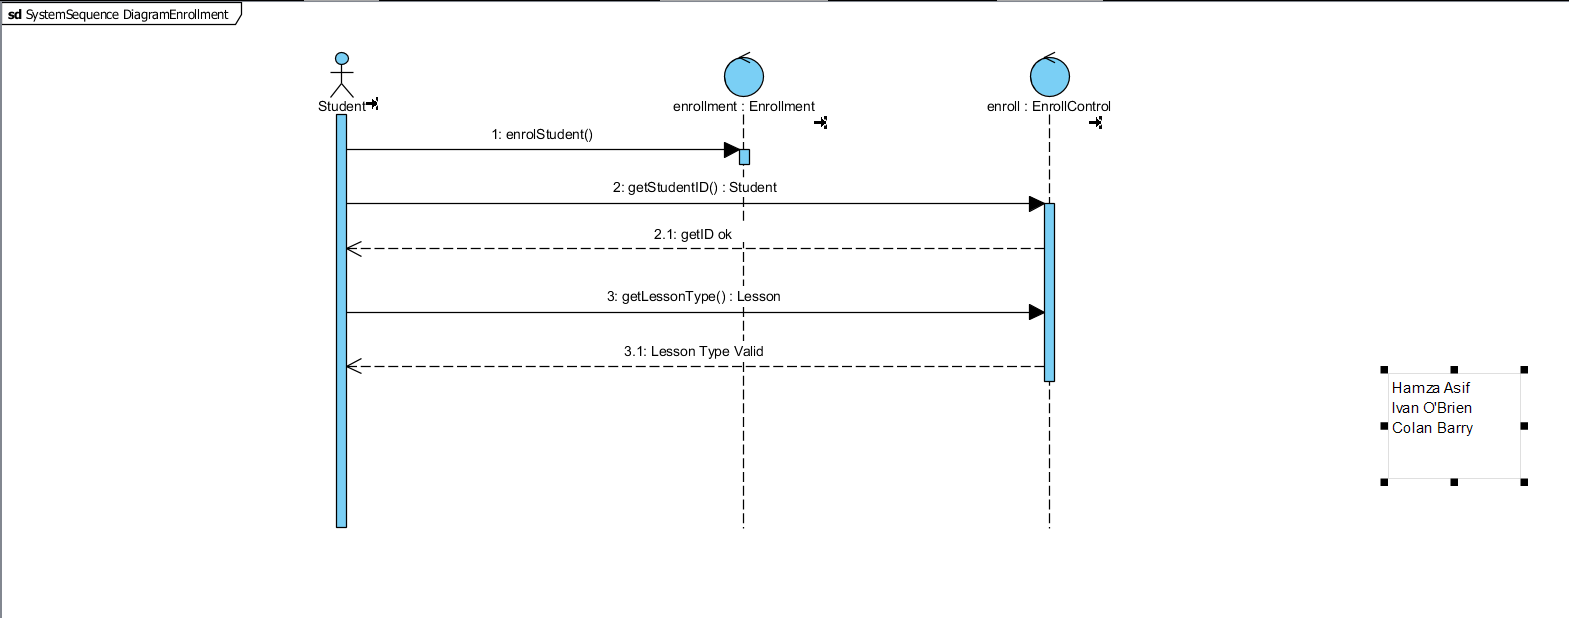 sd SystemSequence DiagramEnrollment
Student
enrollment : Enrollment
enroll : EnrollControl
1: enrolStudent()
2: getStudentID() : Student
2.1: getID ok
3: getLessonType() : Lesson
3.1: Lesson Type Valid
Hamza Asif
Ivan O'Brien
Colan Barry